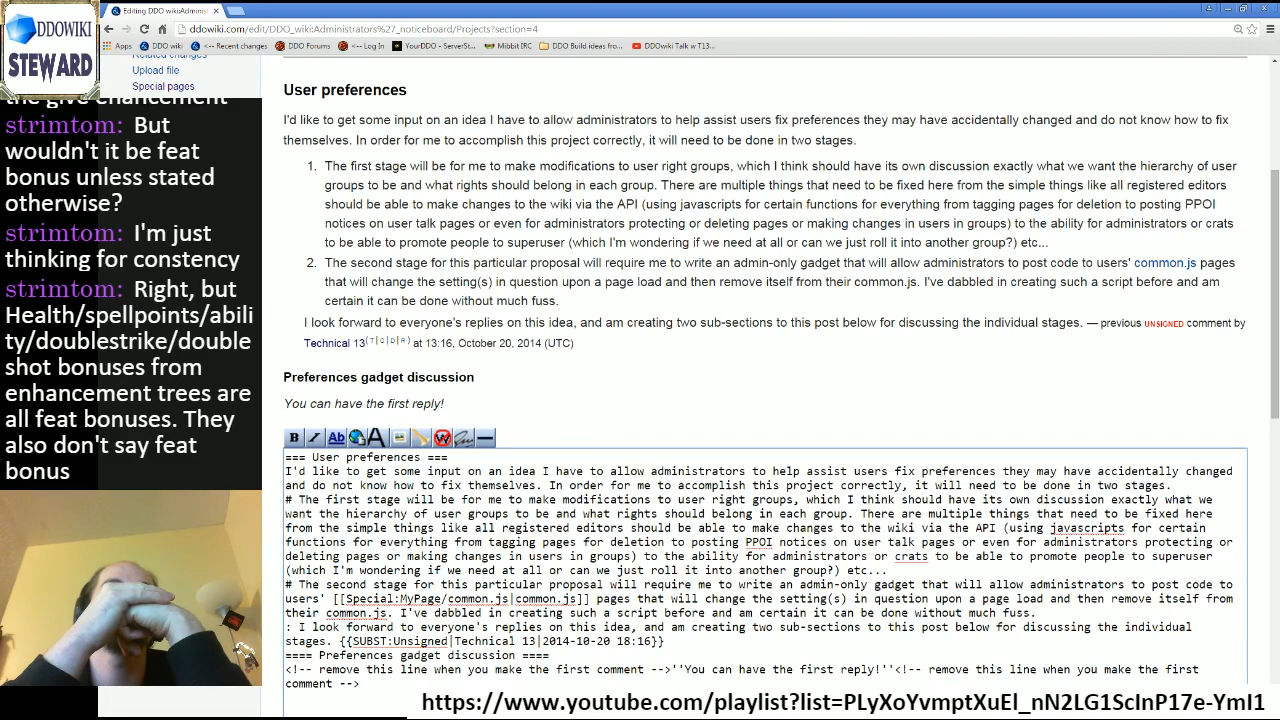 DDOWIKI
STEWARD
the give enhancement
strimtom: But
wouldn't it be feat
bonus unless stated
otherwise?
strimtom: I'm just
thinking for constency
strimtom: Right, but
Health/spellpoints/abili
ty/doublestrike/double
shot bonuses from
enhancement trees are
all feat bonuses. They
also don't say feat
bonus
Editing DDO wiki:Adminis
ddowiki.com/edit/DDO_wiki:Administrators%27_noticeboard/Projects?section=4
Apps DDO wiki <-- Recent changes DDO Forums <-- Log In YourDDO - ServerSt... Mibbit IRC DDO Build ideas from... DDOwiki Talk w T13...
Related changes
Upload file
Special pages
User preferences
I'd like to get some input on an idea I have to allow administrators to help assist users fix preferences they may have accidentally changed and do not know how to fix
themselves. In order for me to accomplish this project correctly, it will need to be done in two stages.
1. The first stage will be for me to make modifications to user right groups, which I think should have its own discussion exactly what we want the hierarchy of user
groups to be and what rights should belong in each group. There are multiple things that need to be fixed here from the simple things like all registered editors
should be able to make changes to the wiki via the API (using javascripts for certain functions for everything from tagging pages for deletion to posting PPOI
notices on user talk pages or even for administrators protecting or deleting pages or making changes in users in groups) to the ability for administrators or crats
to be able to promote people to superuser (which I'm wondering if we need at all or can we just roll it into another group?) etc...
2. The second stage for this particular proposal will require me to write an admin-only gadget that will allow administrators to post code to users' common.js pages
that will change the setting(s) in question upon a page load and then remove itself from their common.js. I've dabbled in creating such a script before and am
certain it can be done without much fuss.
I look forward to everyone's replies on this idea, and am creating two sub-sections to this post below for discussing the individual stages. — previous UNSIGNED comment by
Technical 13(T|C|D|R) at 13:16, October 20, 2014 (UTC)
Preferences gadget discussion
You can have the first reply!
B I Ab A W
=== User preferences ===
I'd like to get some input on an idea I have to allow administrators to help assist users fix preferences they may have accidentally changed
and do not know how to fix themselves. In order for me to accomplish this project correctly, it will need to be done in two stages.
# The first stage will be for me to make modifications to user right groups, which I think should have its own discussion exactly what we
want the hierarchy of user groups to be and what rights should belong in each group. There are multiple things that need to be fixed here
from the simple things like all registered editors should be able to make changes to the wiki via the API (using javascripts for certain
functions for everything from tagging pages for deletion to posting PPOI notices on user talk pages or even for administrators protecting or
deleting pages or making changes in users in groups) to the ability for administrators or crats to be able to promote people to superuser
(which I'm wondering if we need at all or can we just roll it into another group?) etc...
# The second stage for this particular proposal will require me to write an admin-only gadget that will allow administrators to post code to
users' [[Special:MyPage/common.js|common.js]] pages that will change the setting(s) in question upon a page load and then remove itself from
their common.js. I've dabbled in creating such a script before and am certain it can be done without much fuss.
: I look forward to everyone's replies on this idea, and am creating two sub-sections to this post below for discussing the individual
stages. {{SUBST:Unsigned|Technical 13|2014-10-20 18:16}}
==== Preferences gadget discussion ====
<!-- remove this line when you make the first comment -->''You can have the first reply!''<!-- remove this line when you make the first
comment -->
https://www.youtube.com/playlist?list=PLyXoYvmptXuEl_nN2LG1ScInP17e-YmI1